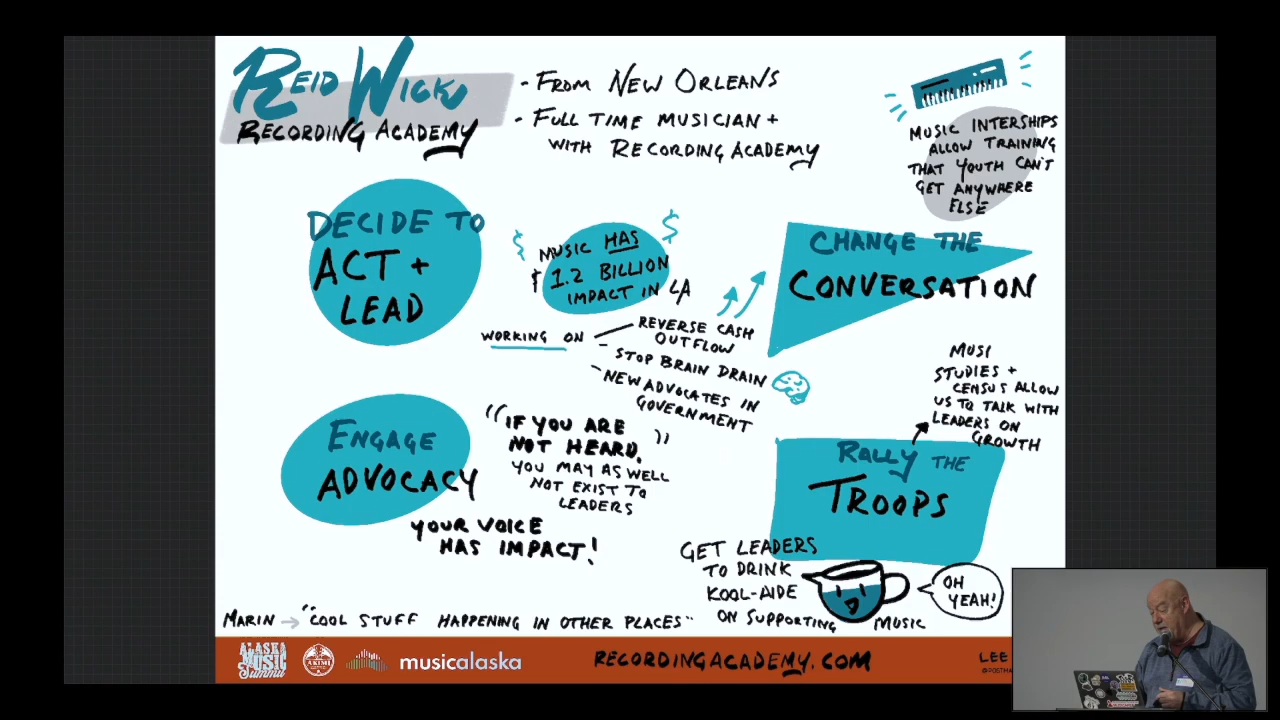 REID WICK
RECORDING ACADEMY
- FROM NEW ORLEANS
- FULL TIME MUSICIAN +
WITH RECORDING ACADEMY
MUSIC INTERSHIPS
ALLOW TRAINING
THAT YOUTH CAN'T
GET ANYWHERE
ELSE
DECIDE TO
ACT +
LEAD
$ $
MUSIC HAS
$ 1.2 BILLION
IMPACT IN LA
CHANGE THE
CONVERSATION
WORKING ON
- REVERSE CASH
OUTFLOW
- STOP BRAIN DRAIN
- NEW ADVOCATES IN
GOVERNMENT
MUSI
STUDIES +
CENSUS ALLOW
US TO TALK WITH
LEADERS ON
GROWTH
ENGAGE
ADVOCACY
"IF YOU ARE
NOT HEARD,"
YOU MAY AS WELL
NOT EXIST TO
LEADERS
YOUR VOICE
HAS IMPACT!
RALLY THE
TROOPS
GET LEADERS
TO DRINK
KOOL-AIDE
ON SUPPORTING MUSIC
OH
YEAH!
MARIN → "COOL STUFF HAPPENING IN OTHER PLACES"
ALASKA
MUSIC
Summit
AKIMI
musicalaska
RECORDINGACADEMY.COM
LEE